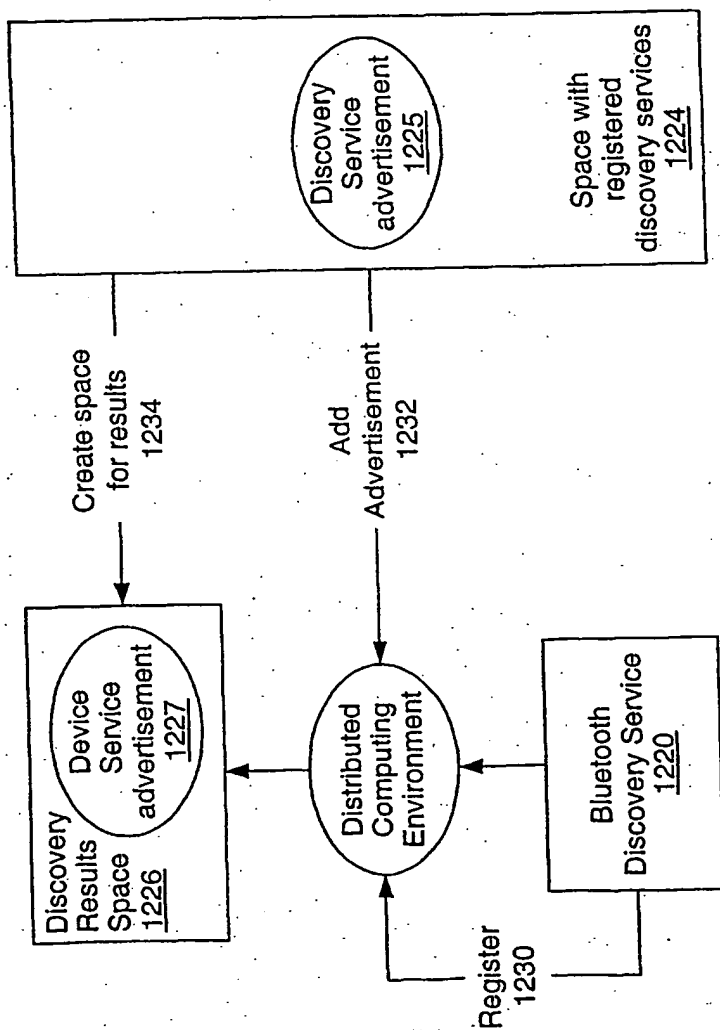 Discovery
Results
Space
1226
Device
Service
advertisement
1227
Create space
for results
1234
Discovery
Service
advertisement
1225
Space with
registered
discovery services
1224
Add
Advertisement
1232
Distributed
Computing
Environment
Register
1230
Bluetooth
Discovery Service
1220